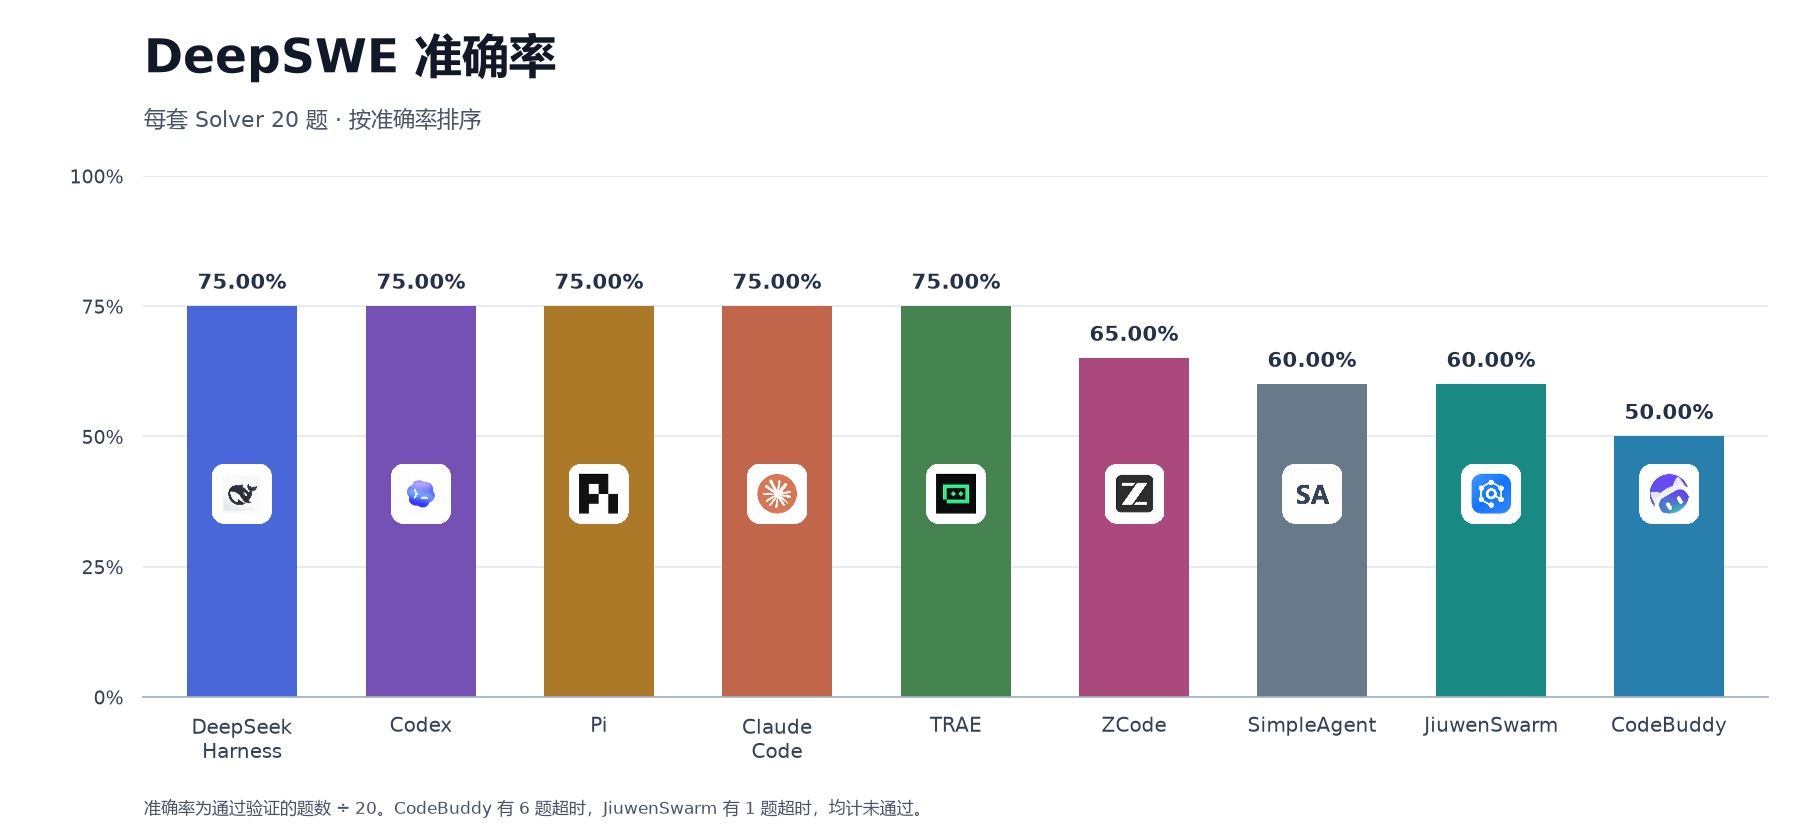 DeepSWE 准确率
每套 Solver 20 题 · 按准确率排序
100%
75%
50%
25%
0%
75.00%
75.00%
75.00%
75.00%
75.00%
65.00%
60.00%
60.00%
50.00%
SA
DeepSeek
Harness
Codex
Pi
Claude
Code
TRAE
ZCode
SimpleAgent
JiuwenSwarm
CodeBuddy
准确率为通过验证的题数 ÷ 20。CodeBuddy 有 6 题超时，JiuwenSwarm 有 1 题超时，均计未通过。